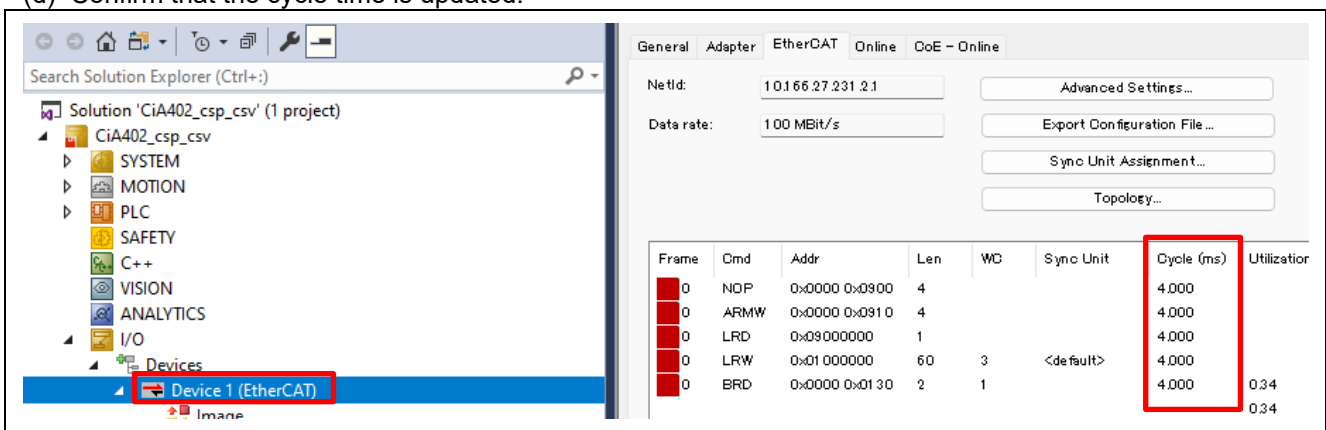 (d) Confirm that the cycle time is updated.
Search Solution Explorer (Ctrl+:)
Solution 'CiA402_csp_csv' (1 project)
CiA402_csp_csv
SYSTEM
MOTION
PLC
SAFETY
C++
VISION
ANALYTICS
I/O
Devices
Device 1 (EtherCAT)
Image
General Adapter EtherCAT Online CoE - Online
NetId: 10.166.27.231.2.1 Advanced Settings...
Data rate: 100 MBit/s Export Configuration File...
Sync Unit Assignment...
Topology...
Frame Cmd Addr Len WC Sync Unit Cycle (ms) Utilization
0 NOP 0x0000 0x0900 4 4.000
0 ARMW 0x0000 0x0910 4 4.000
0 LRD 0x09000000 1 4.000
0 LRW 0x01000000 60 3 <default> 4.000
0 BRD 0x0000 0x0130 2 1 4.000 0.34
0.34